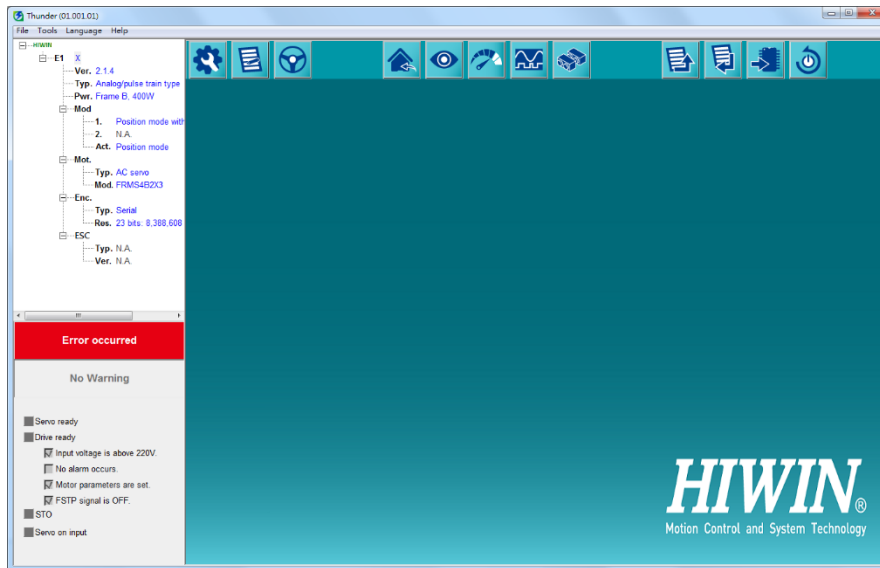 Thunder (01.001.01)
File Tools Language Help
HIWIN
E1 X
Ver. 2.1.4
Typ. Analog/pulse train type
Pwr. Frame B, 400W
Mod
1. Position mode with
2. N.A.
Act. Position mode
Mot.
Typ. AC servo
Mod. FRMS4B2X3
Enc.
Typ. Serial
Res. 23 bits: 8,388,608
ESC
Typ. N.A.
Ver. N.A.
Error occurred
No Warning
Servo ready
Drive ready
Input voltage is above 220V.
No alarm occurs.
Motor parameters are set.
FSTP signal is OFF.
STO
Servo on input
HIWIN®
Motion Control and System Technology